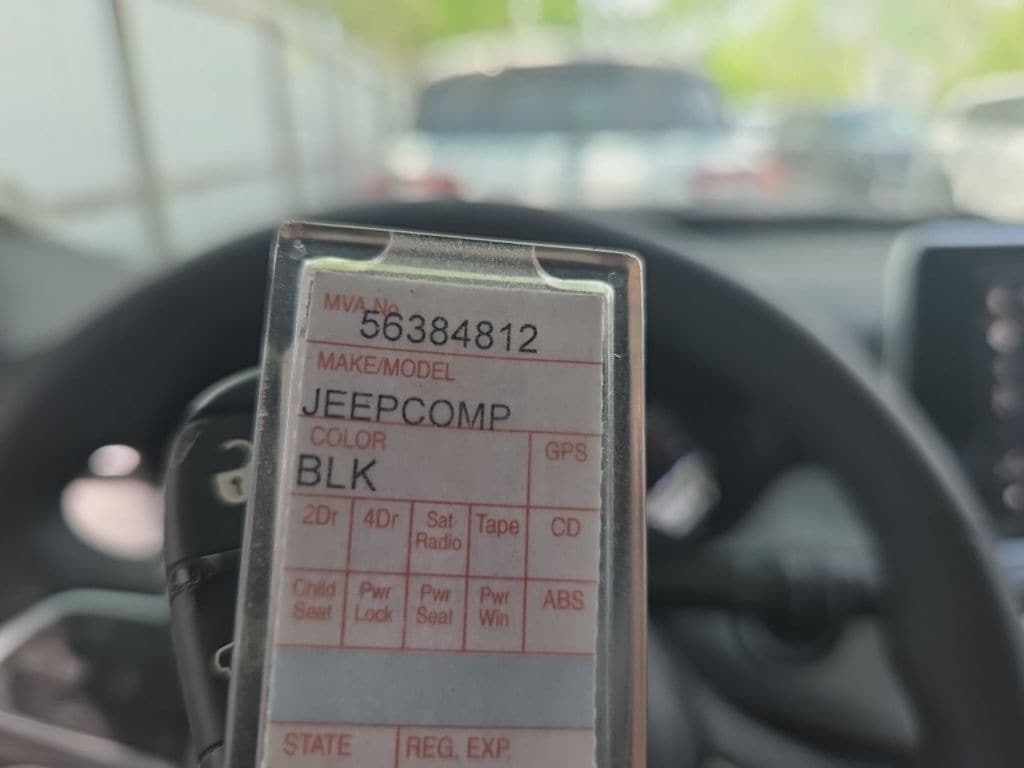 MVA No
56384812
MAKE/MODEL
JEEPCOMP
COLOR GPS
BLK
2Dr 4Dr Sat Radio Tape CD
Child Seat Pwr Lock Pwr Seat Pwr Win ABS
STATE REG. EXP.